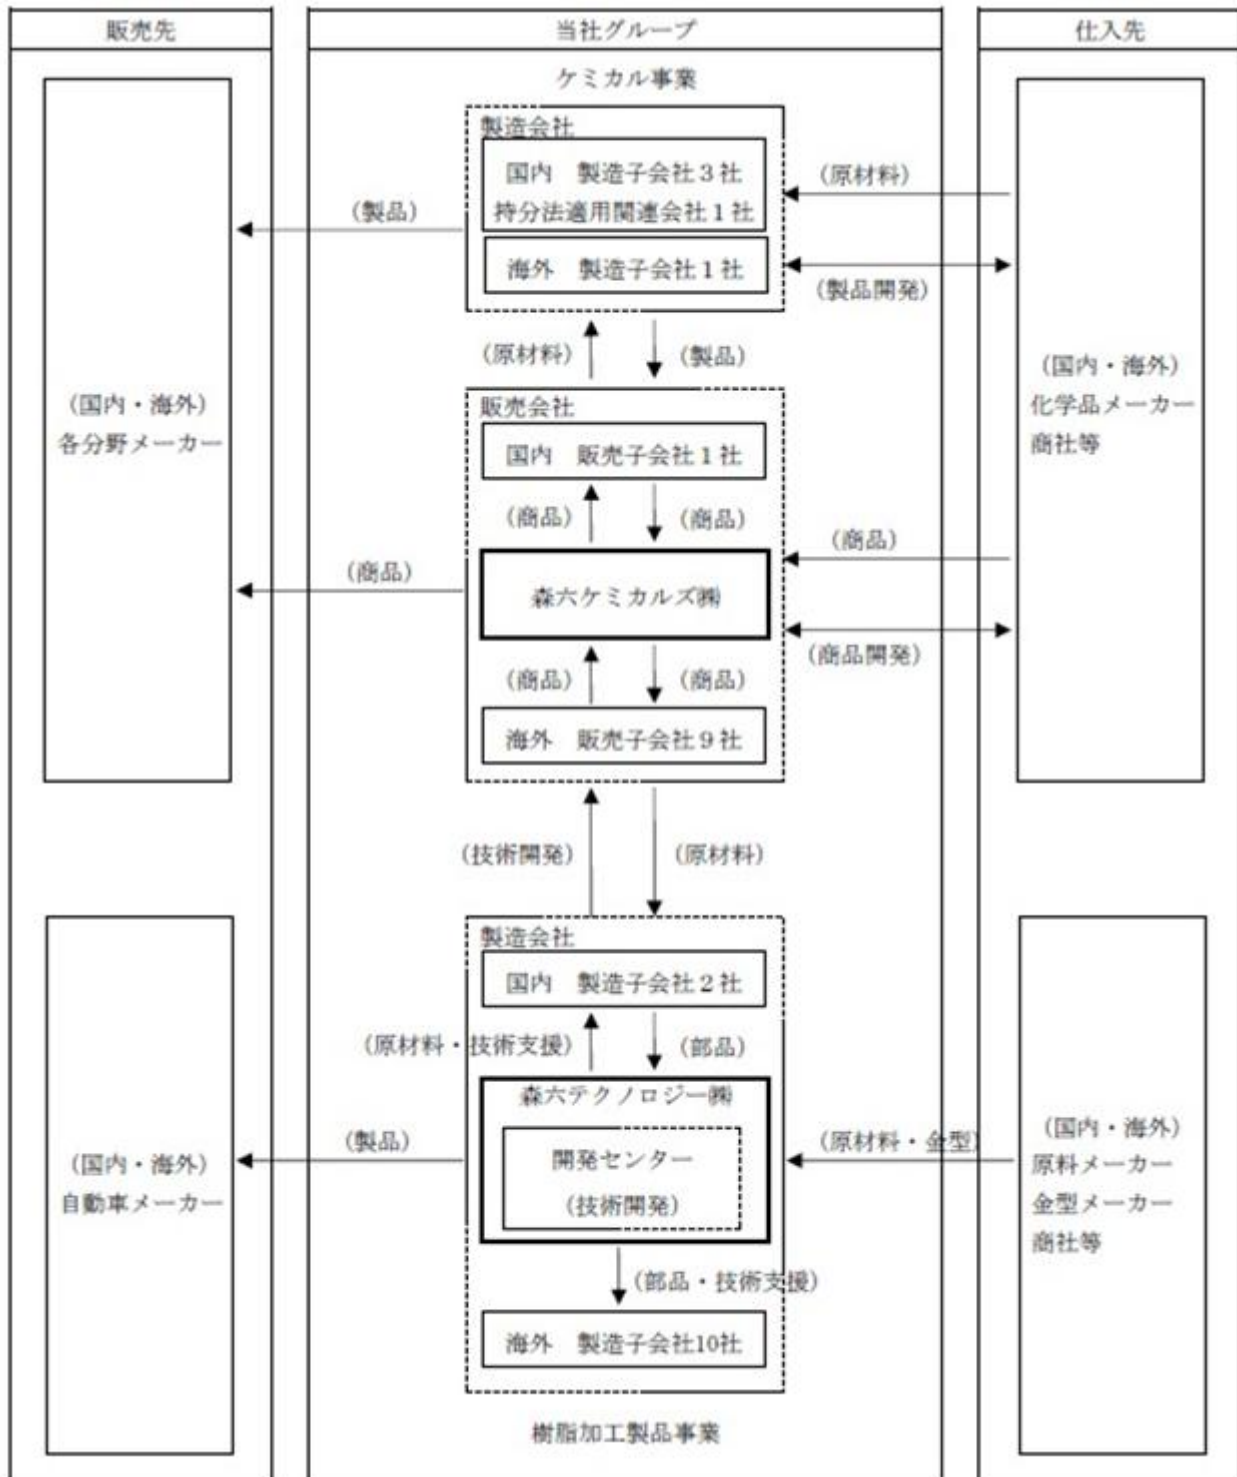 販売先
当社グループ
仕入先
ケミカル事業
製造会社
国内 製造子会社3社
持分法適用関連会社1社
海外 製造子会社1社
(原材料)
(製品)
(製品開発)
(原材料)
(製品)
(国内・海外)
各分野メーカー
(国内・海外)
化学品メーカー
商社等
販売会社
国内 販売子会社1社
(商品)
(商品)
(商品)
(商品)
森六ケミカルズ㈱
(商品開発)
(商品)
(商品)
海外 販売子会社9社
(技術開発)
(原材料)
製造会社
国内 製造子会社2社
(原材料・技術支援)
(部品)
森六テクノロジー㈱
開発センター
(技術開発)
(製品)
(原材料・金型)
(国内・海外)
自動車メーカー
(国内・海外)
原料メーカー
金型メーカー
商社等
(部品・技術支援)
海外 製造子会社10社
樹脂加工製品事業